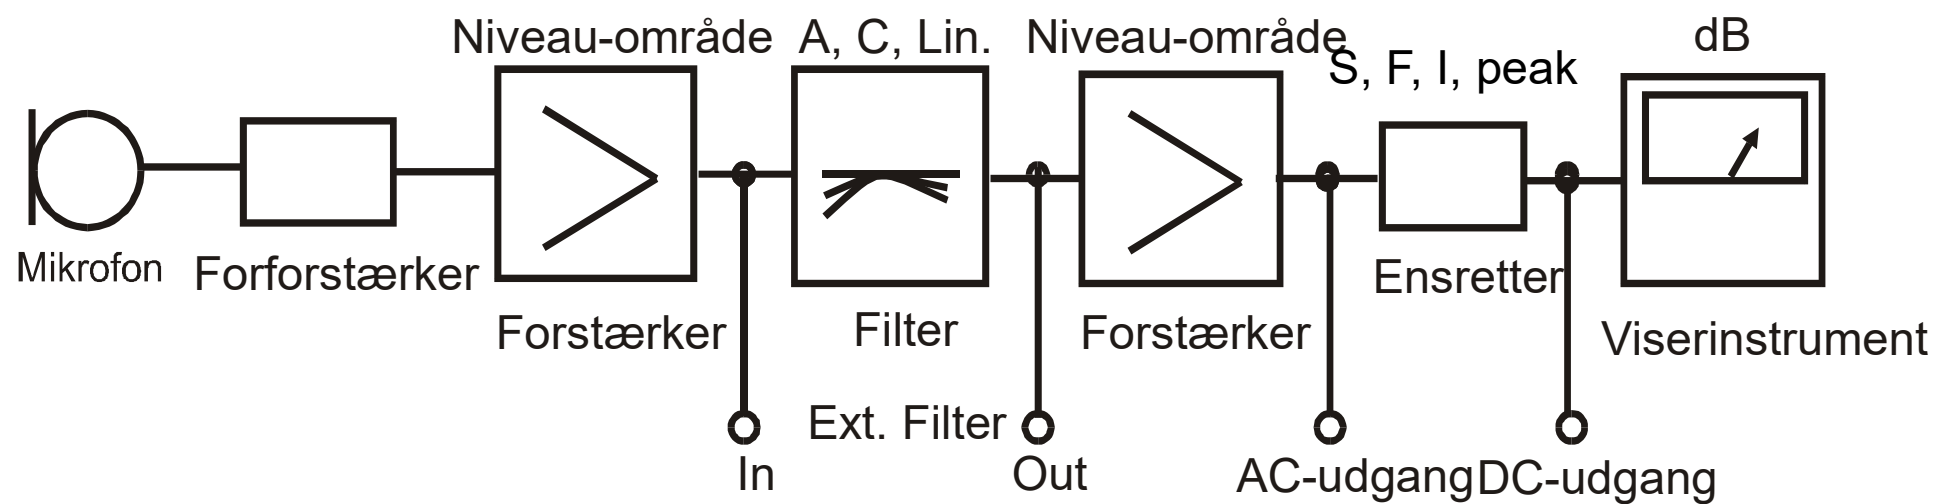 Niveau-område
A, C, Lin.
Niveau-område
S, F, I, peak
dB
Mikrofon
Forforstærker
Forstærker
Filter
Forstærker
Ensretter
Viserinstrument
Ext. Filter
In
Out
AC-udgang
DC-udgang